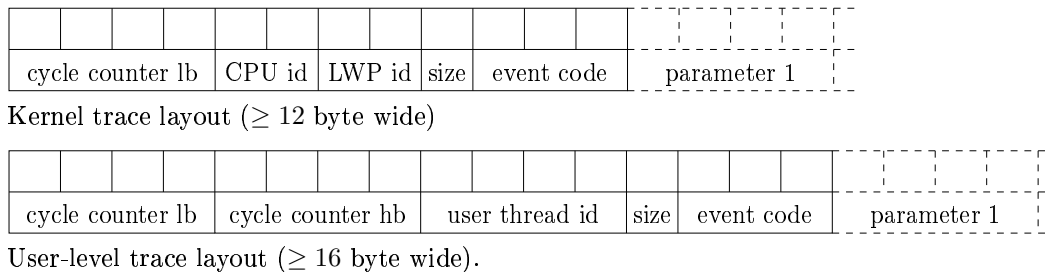 cycle counter lb CPU id LWP id size event code parameter 1
Kernel trace layout (≥ 12 byte wide)
cycle counter lb cycle counter hb user thread id size event code parameter 1
User-level trace layout (≥ 16 byte wide).